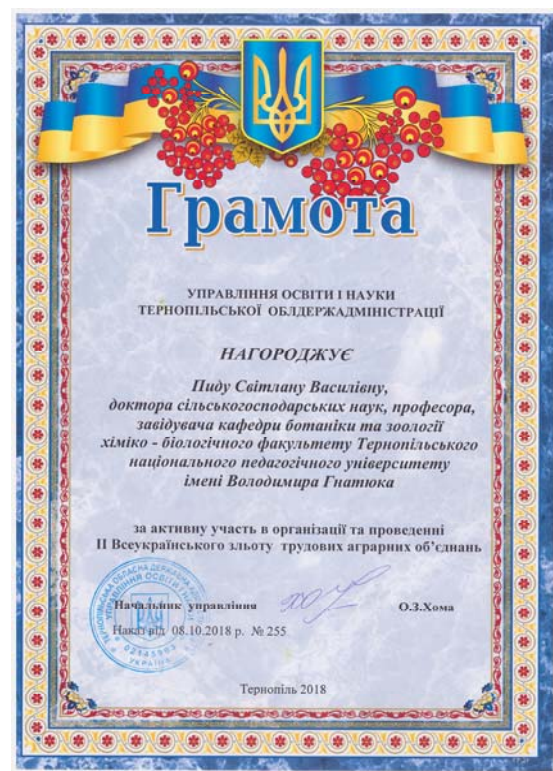 Грамота
УПРАВЛІННЯ ОСВІТИ І НАУКИ
ТЕРНОПІЛЬСЬКОЇ ОБЛДЕРЖАДМІНІСТРАЦІЇ
НАГОРОДЖУЄ
Пиду Світлану Василівну,
доктора сільськогосподарських наук, професора,
завідувача кафедри ботаніки та зоології
хіміко - біологічного факультету Тернопільського
національного педагогічного університету
імені Володимира Гнатюка
за активну участь в організації та проведенні
ІІ Всеукраїнського зльоту трудових аграрних об’єднань
Начальник управління О.З.Хома
Наказ від 08.10.2018 р. № 255
Тернопіль 2018